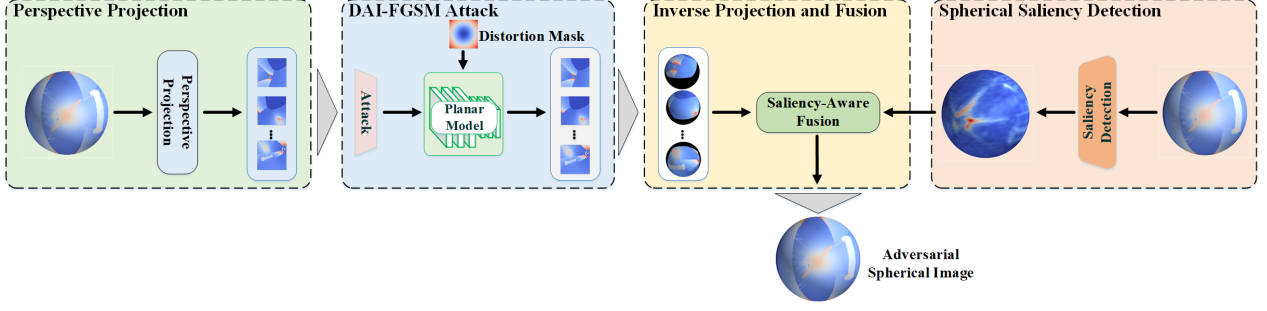 Perspective Projection
Perspective
Projection
DAI-FGSM Attack
Distortion Mask
Attack
Planar
Model
Inverse Projection and Fusion
Saliency-Aware
Fusion
Spherical Saliency Detection
Saliency
Detection
Adversarial
Spherical Image